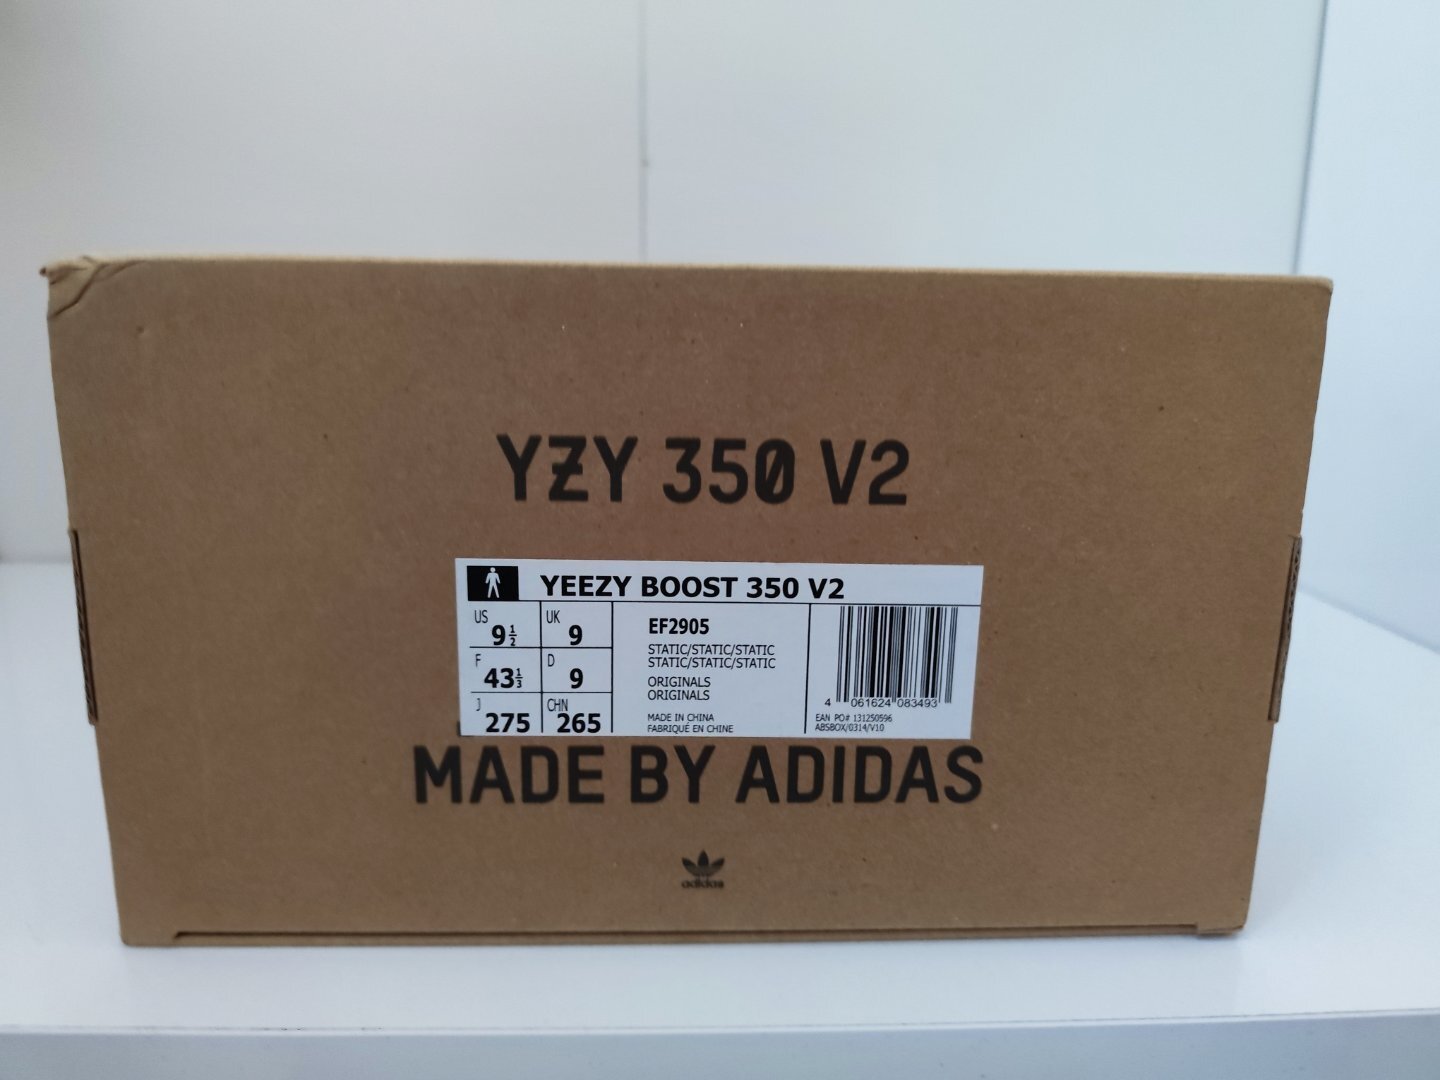 YZY 350 V2
YEEZY BOOST 350 V2
US 9½ UK 9
F 43⅓ D 9
J 275 CHN 265
EF2905
STATIC/STATIC/STATIC
STATIC/STATIC/STATIC
ORIGINALS
ORIGINALS
MADE IN CHINA
FABRIQUÉ EN CHINE
4 061624 083493
EAN PO# 131250596
ABSBOX/0314/V10
MADE BY ADIDAS
adidas